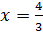 x = 4/3